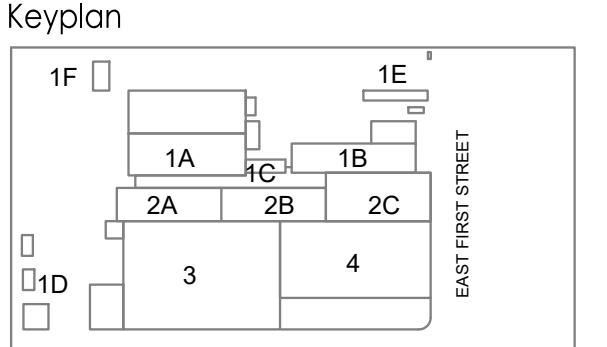 Keyplan
1F
1E
1A
1B
1C
2A
2B
2C
EAST FIRST STREET
3
4
1D